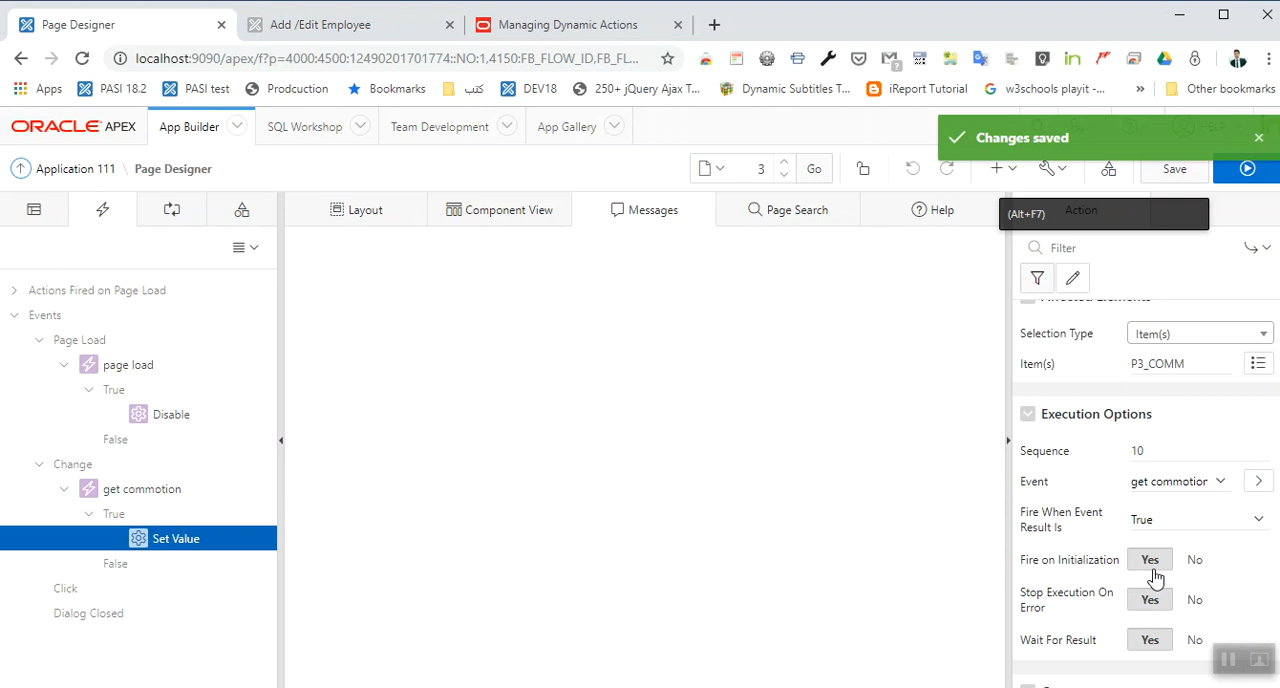 Page Designer
Add /Edit Employee
Managing Dynamic Actions
localhost:9090/apex/f?p=4000:4500:12490201701774::NO:1,4150:FB_FLOW_ID,FB_FL...
Apps
PASI 18.2
PASI test
Prodcuction
Bookmarks
كتب
DEV18
250+ jQuery Ajax T...
Dynamic Subtitles T...
iReport Tutorial
w3schools playit -...
»
Other bookmarks
ORACLE APEX
App Builder
SQL Workshop
Team Development
App Gallery
Changes saved
Application 111 \ Page Designer
3
Go
Save
Layout
Component View
Messages
Page Search
Help
(Alt+F7)
Action
Filter
Actions Fired on Page Load
Events
Page Load
page load
True
Disable
False
Change
get commotion
True
Set Value
False
Click
Dialog Closed
Affected Elements
Selection Type
Item(s)
Item(s)
P3_COMM
Execution Options
Sequence
10
Event
get commotion
Fire When Event
Result Is
True
Fire on Initialization
Yes
No
Stop Execution On
Error
Yes
No
Wait For Result
Yes
No